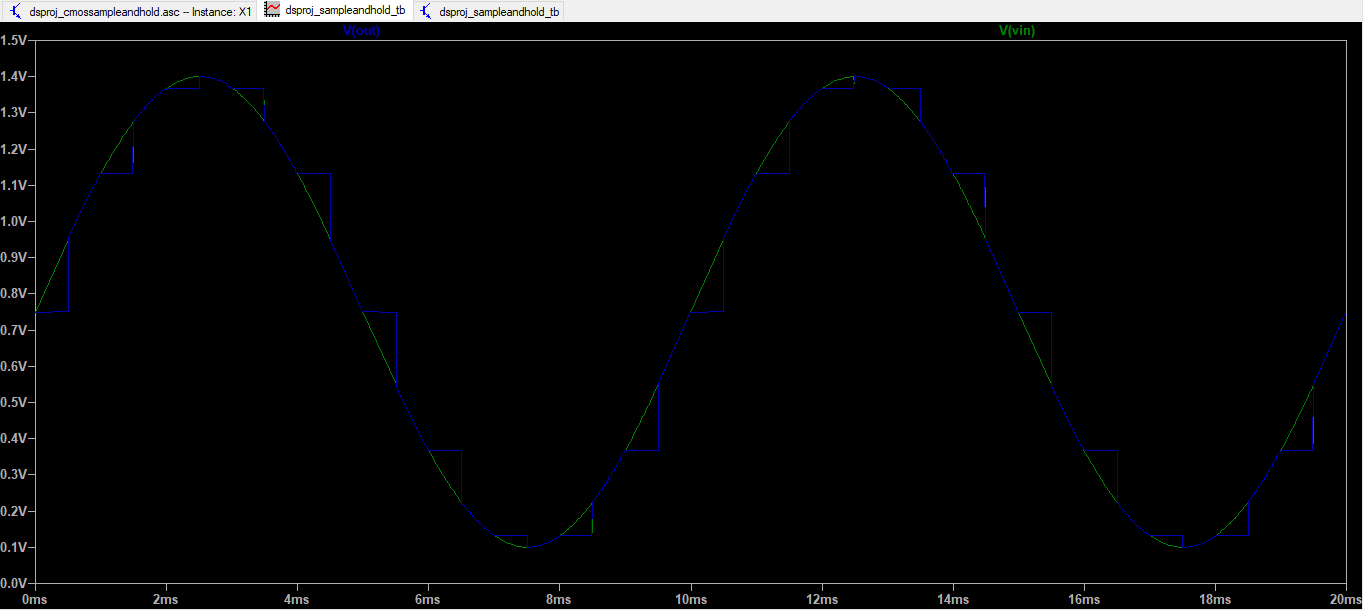 dsproj_cmossampleandhold.asc -- Instance: X1 dsproj_sampleandhold_tb dsproj_sampleandhold_tb
V(out) V(vin)
1.5V
1.4V
1.3V
1.2V
1.1V
1.0V
0.9V
0.8V
0.7V
0.6V
0.5V
0.4V
0.3V
0.2V
0.1V
0.0V
0ms 2ms 4ms 6ms 8ms 10ms 12ms 14ms 16ms 18ms 20ms